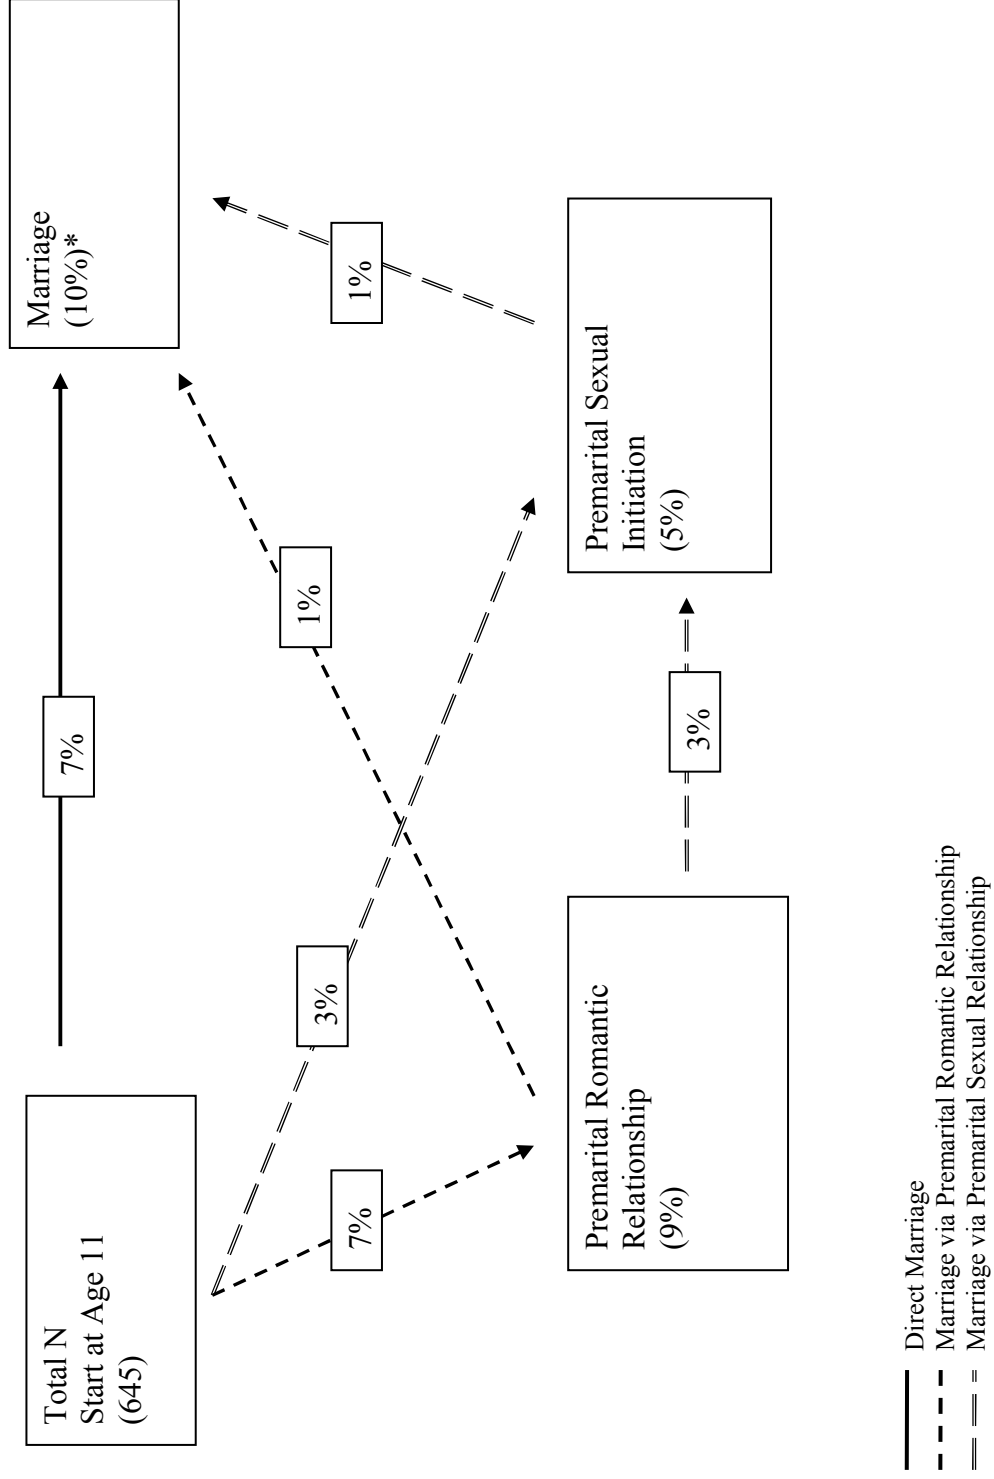 Total N
Start at Age 11
(645)
7%
Marriage
(10%)*
3%
1%
7%
1%
Premarital Romantic
Relationship
(9%)
3%
Premarital Sexual
Initiation
(5%)
Direct Marriage
Marriage via Premarital Romantic Relationship
Marriage via Premarital Sexual Relationship